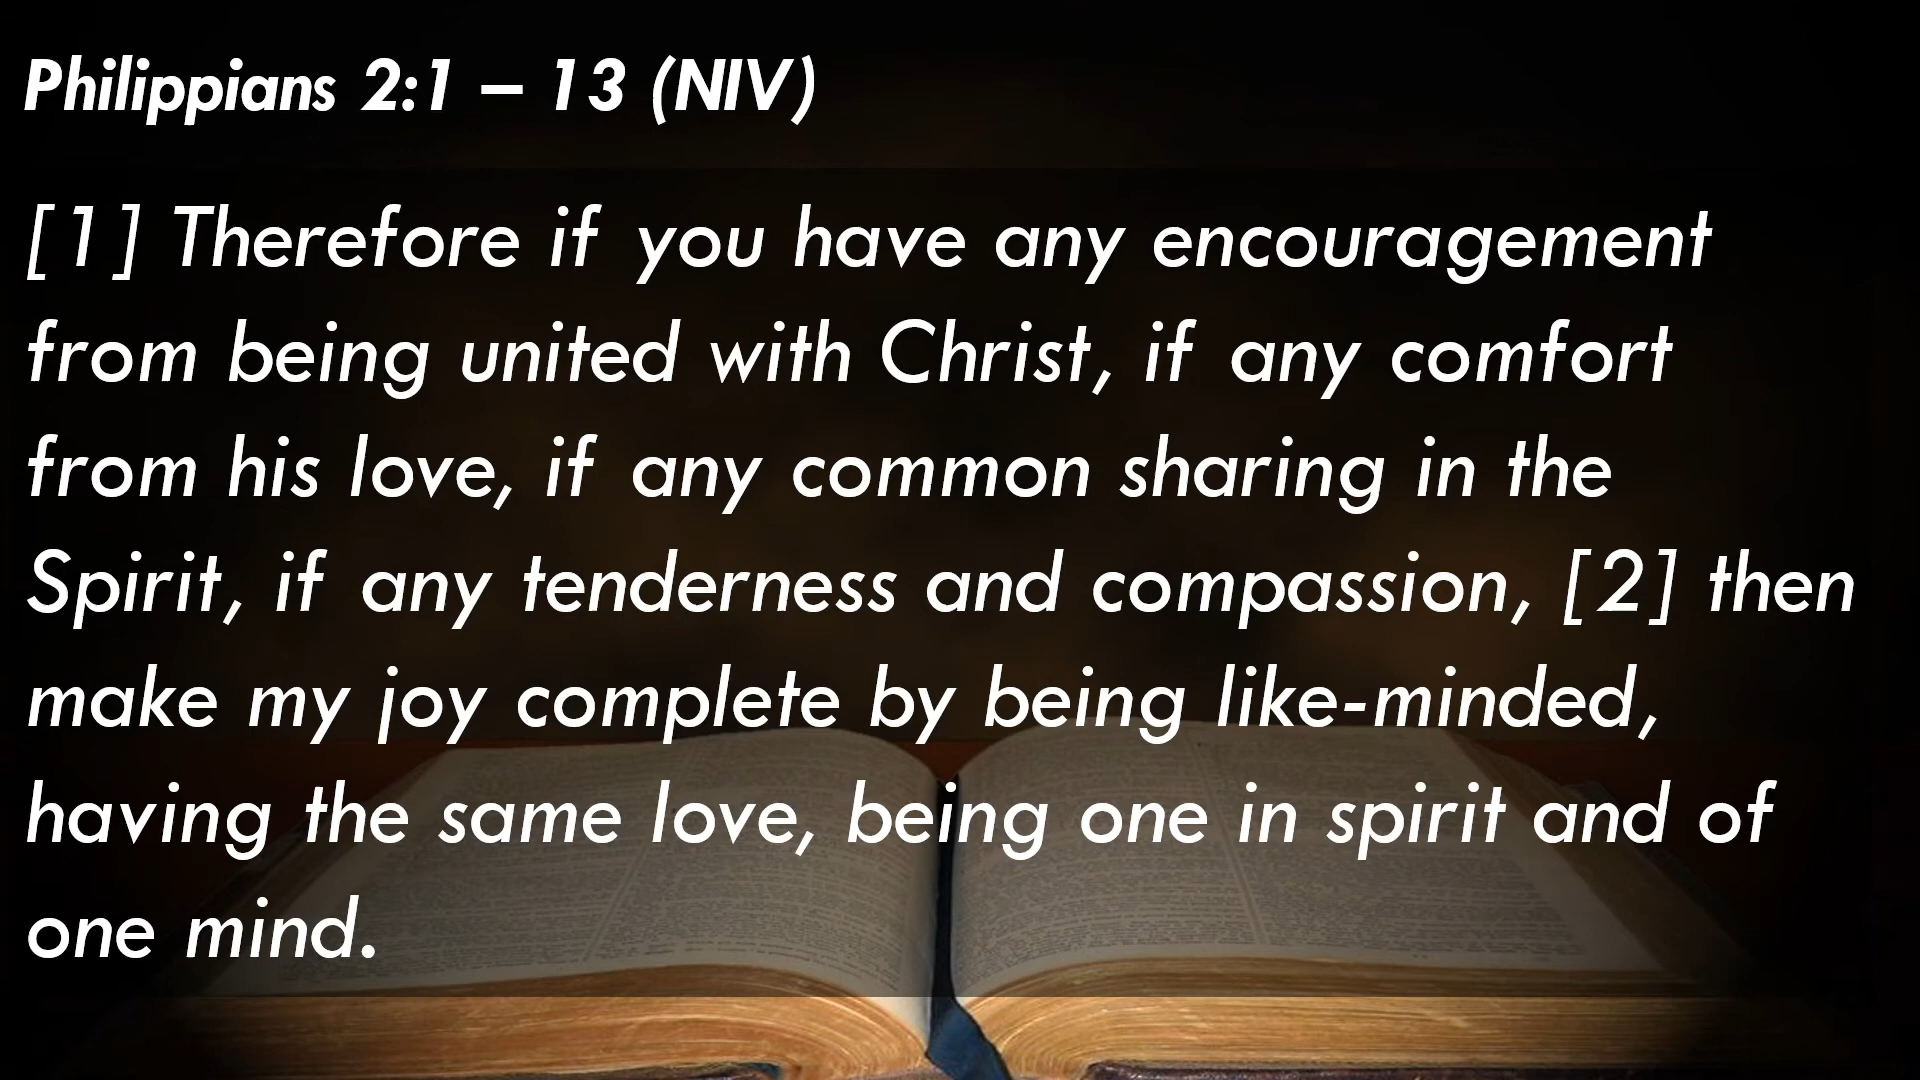 Philippians 2:1 – 13 (NIV)
[1] Therefore if you have any encouragement
from being united with Christ, if any comfort
from his love, if any common sharing in the
Spirit, if any tenderness and compassion, [2] then
make my joy complete by being like-minded,
having the same love, being one in spirit and of
one mind.